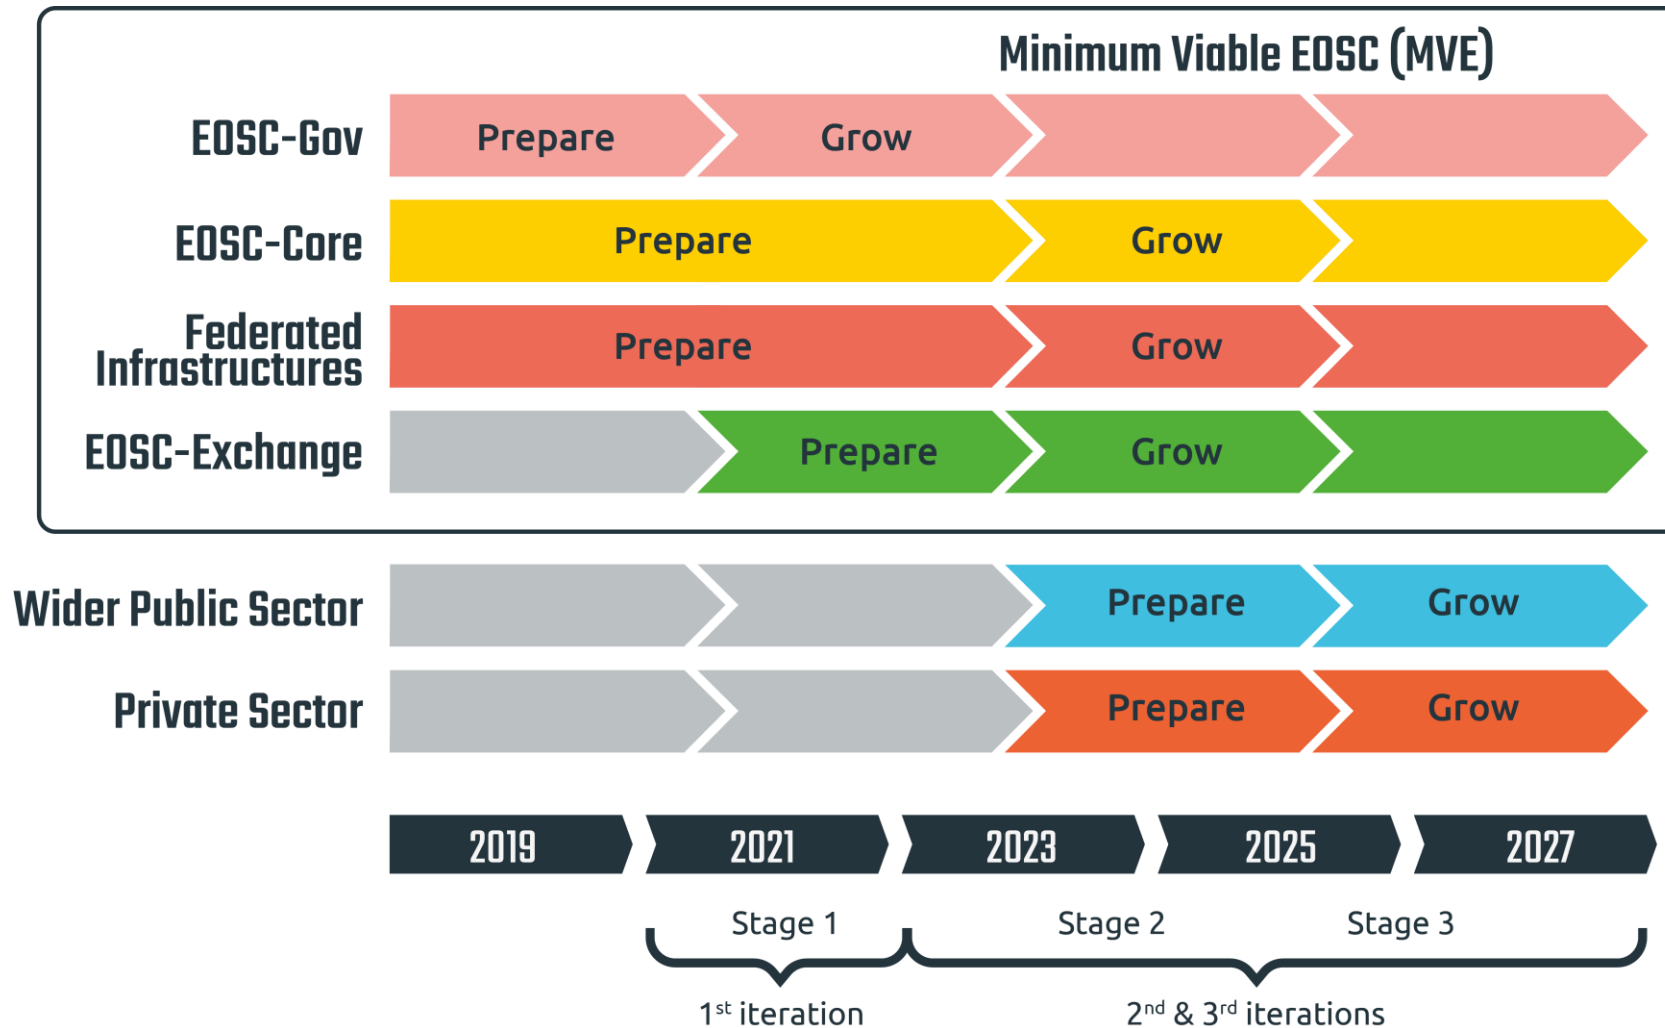 Minimum Viable EOSC (MVE)
EOSC-Gov
Prepare
Grow
EOSC-Core
Prepare
Grow
Federated
Infrastructures
Prepare
Grow
EOSC-Exchange
Prepare
Grow
Wider Public Sector
Prepare
Grow
Private Sector
Prepare
Grow
2019
2021
2023
2025
2027
Stage 1
Stage 2
Stage 3
1st iteration
2nd & 3rd iterations